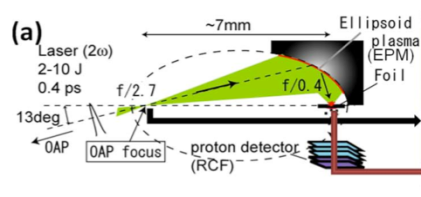 (a)
~7mm
Ellipsoid
plasma
(EPM)
Foil
Laser (2ω)
2-10 J
0.4 ps
f/2.7
f/0.4
13deg
OAP
OAP focus
proton detector
(RCF)